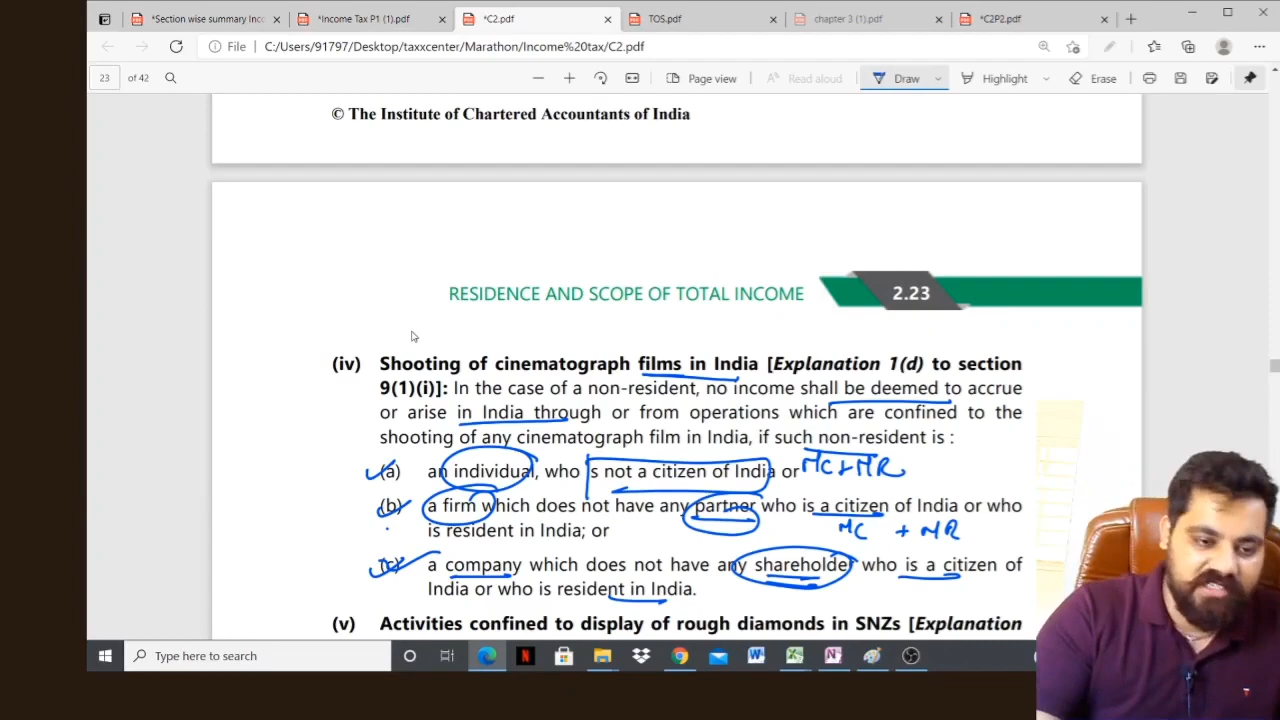 *Section wise summary Inc
*Income Tax P1 (1).pdf
*C2.pdf
TOS.pdf
chapter 3 (1).pdf
*C2P2.pdf
File
C:/Users/91797/Desktop/taxxcenter/Marathon/Income%20tax/C2.pdf
23 of 42
Page view
Read aloud
Draw
Highlight
Erase
© The Institute of Chartered Accountants of India
RESIDENCE AND SCOPE OF TOTAL INCOME 2.23
(iv) Shooting of cinematograph films in India [Explanation 1(d) to section
9(1)(i)]: In the case of a non-resident, no income shall be deemed to accrue
or arise in India through or from operations which are confined to the
shooting of any cinematograph film in India, if such non-resident is :
(a) an individual, who is not a citizen of India or NC+NR
(b) a firm which does not have any partner who is a citizen of India or who
is resident in India; or NC + NR
(c) a company which does not have any shareholder who is a citizen of
India or who is resident in India.
(v) Activities confined to display of rough diamonds in SNZs [Explanation
Type here to search